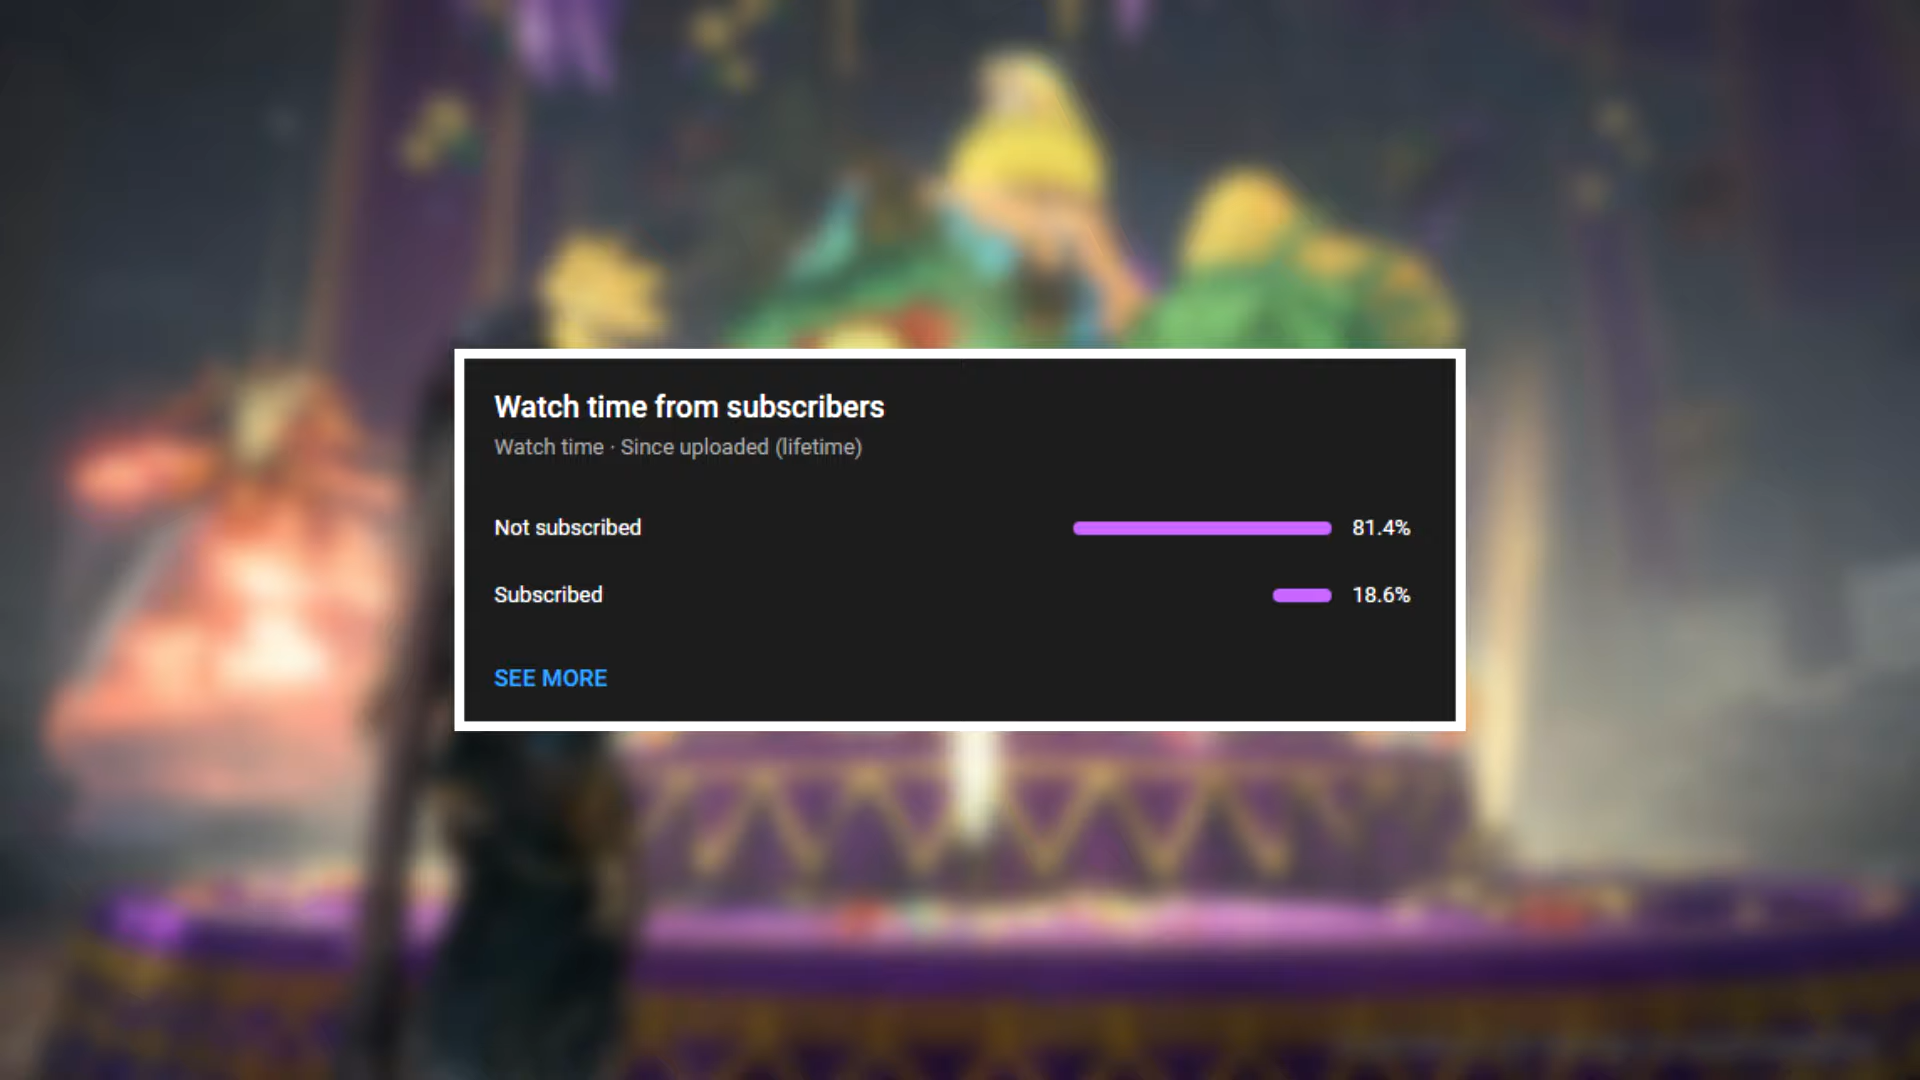 Watch time from subscribers
Watch time · Since uploaded (lifetime)
Not subscribed 81.4%
Subscribed 18.6%
SEE MORE